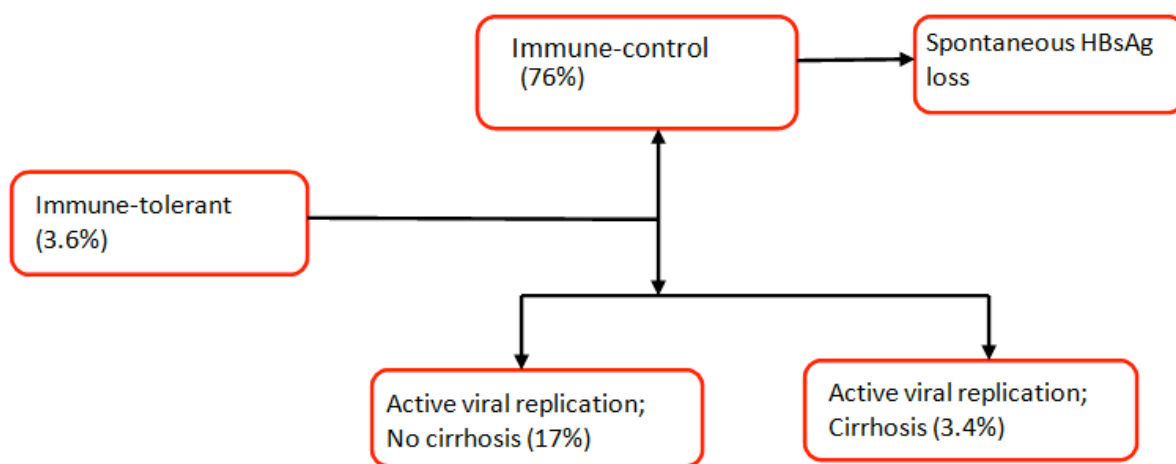 Immune-control
(76%)
Spontaneous HBsAg
loss
Immune-tolerant
(3.6%)
Active viral replication;
No cirrhosis (17%)
Active viral replication;
Cirrhosis (3.4%)